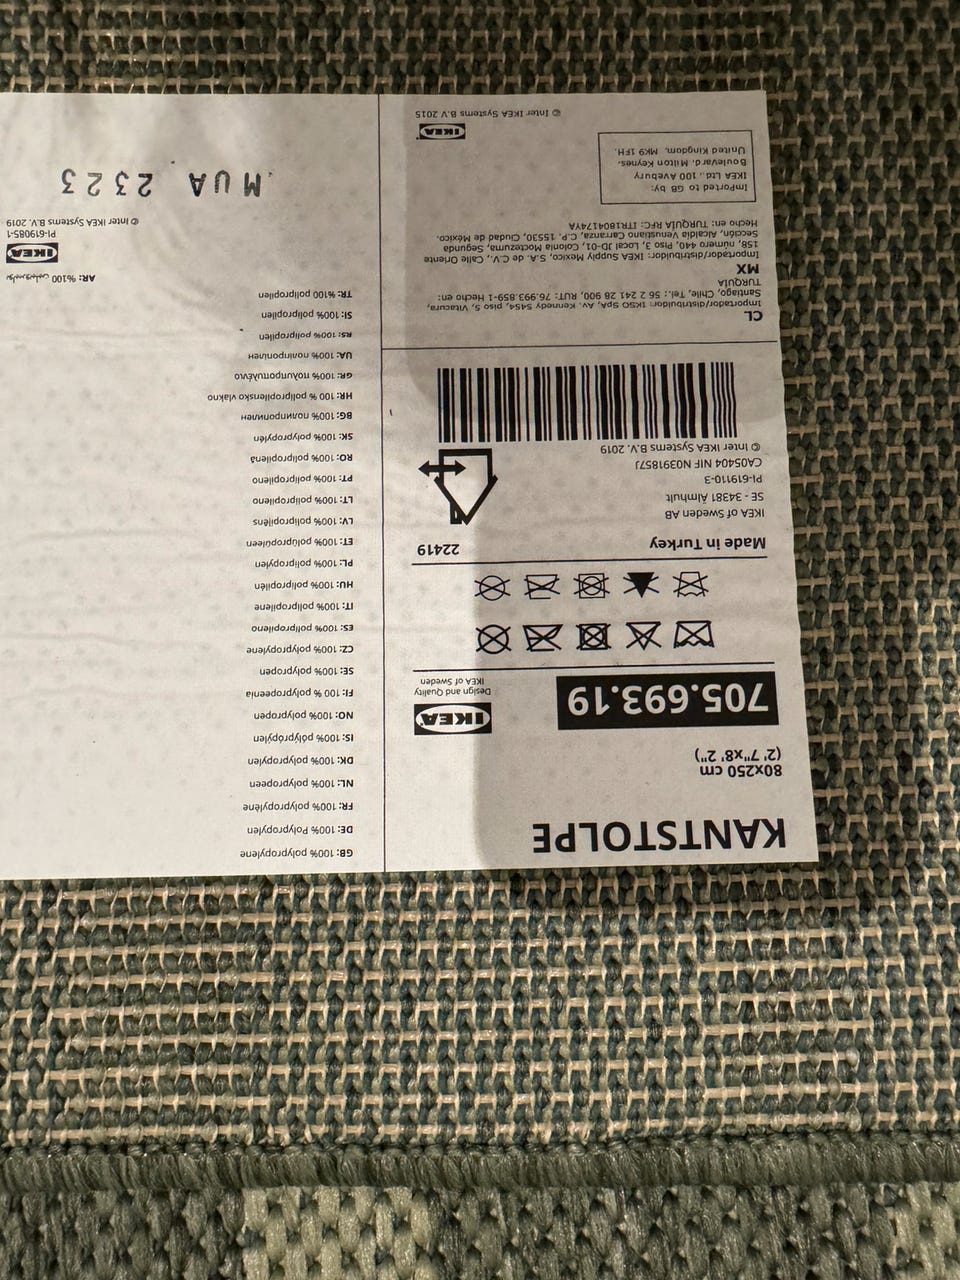 KANTSTOLPE
80x250 cm
(2' 7"x8' 2")
705.693.19
IKEA
Design and Quality
IKEA of Sweden
Made in Turkey
22419
IKEA of Sweden AB
SE - 34381 Älmhult
PI-619110-3
CA05404 NIF N0391857J
© Inter IKEA Systems B.V. 2019
CL
Importador/distribuidor: IKSO SpA, Av. Kennedy 5454, piso 5, Vitacura,
Santiago, Chile, Tel.: 56 2 241 28 900, RUT: 76.993.859-1 Hecho en:
TURQUÍA
MX
Importador/distribuidor: IKEA Supply Mexico, S.A. de C.V., Calle Oriente
158, número 440, Piso 3, Local JD-01, Colonia Moctezuma, Segunda
Sección, Alcaldía Venustiano Carranza, C.P. 15530, Ciudad de México.
Hecho en: TURQUÍA RFC: ITR1804174YA
Imported to GB by:
IKEA Ltd., 100 Avebury
Boulevard, Milton Keynes-
United Kingdom, MK9 1FH.
IKEA
© Inter IKEA Systems B.V 2015
GB: 100% polypropylene
DE: 100% Polypropylen
FR: 100% polypropylène
NL: 100% polypropeen
DK: 100% polypropylen
IS: 100% pólýprópýlen
NO: 100% polypropen
FI: 100 % polypropeenia
SE: 100% polypropen
CZ: 100% polypropylene
ES: 100% polipropileno
IT: 100% polipropilene
HU: 100% polipropilén
PL: 100% polipropylen
ET: 100% polüpropüleen
LV: 100% polipropilēns
LT: 100% polipropileno
PT: 100% polipropileno
RO: 100% polipropilenă
SK: 100% polypropylén
BG: 100% полипропилен
HR: 100 % polipropilensko vlakno
GR: 100% πολυπροπυλένιο
UA: 100% поліпропілен
RS: 100% polipropilen
SI: 100% polipropilen
TR: %100 polipropilen
AR: %100
IKEA
PI-619085-1
© Inter IKEA Systems B.V. 2019
MUA 2323